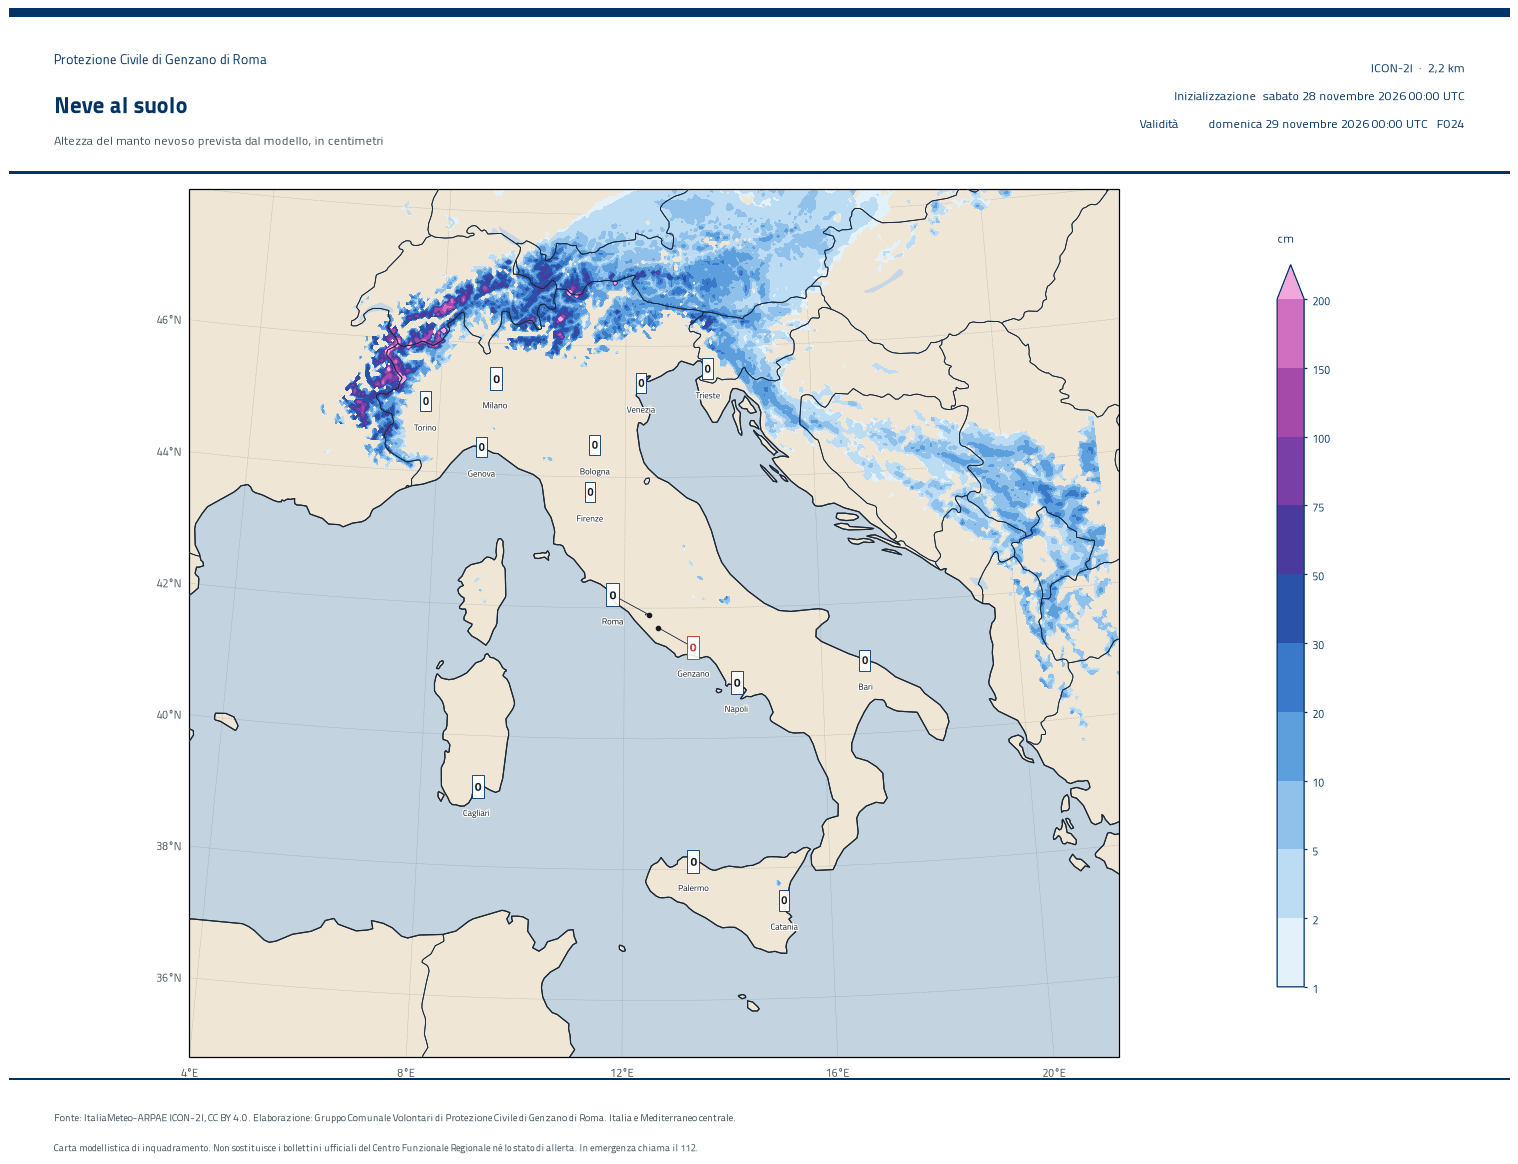 Protezione Civile di Genzano di Roma
Neve al suolo
Altezza del manto nevoso prevista dal modello, in centimetri
ICON-2I · 2,2 km
Inizializzazione sabato 28 novembre 2026 00:00 UTC
Validità domenica 29 novembre 2026 00:00 UTC F024
cm
200
150
100
75
50
30
20
10
5
2
1
46°N
44°N
42°N
40°N
38°N
36°N
4°E
8°E
12°E
16°E
20°E
0
Torino
0
Milano
0
Venezia
0
Trieste
0
Genova
0
Bologna
0
Firenze
0
Roma
0
Genzano
0
Napoli
0
Bari
0
Cagliari
0
Palermo
0
Catania
Fonte: ItaliaMeteo-ARPAE ICON-2I, CC BY 4.0. Elaborazione: Gruppo Comunale Volontari di Protezione Civile di Genzano di Roma. Italia e Mediterraneo centrale.
Carta modellistica di inquadramento. Non sostituisce i bollettini ufficiali del Centro Funzionale Regionale né lo stato di allerta. In emergenza chiama il 112.